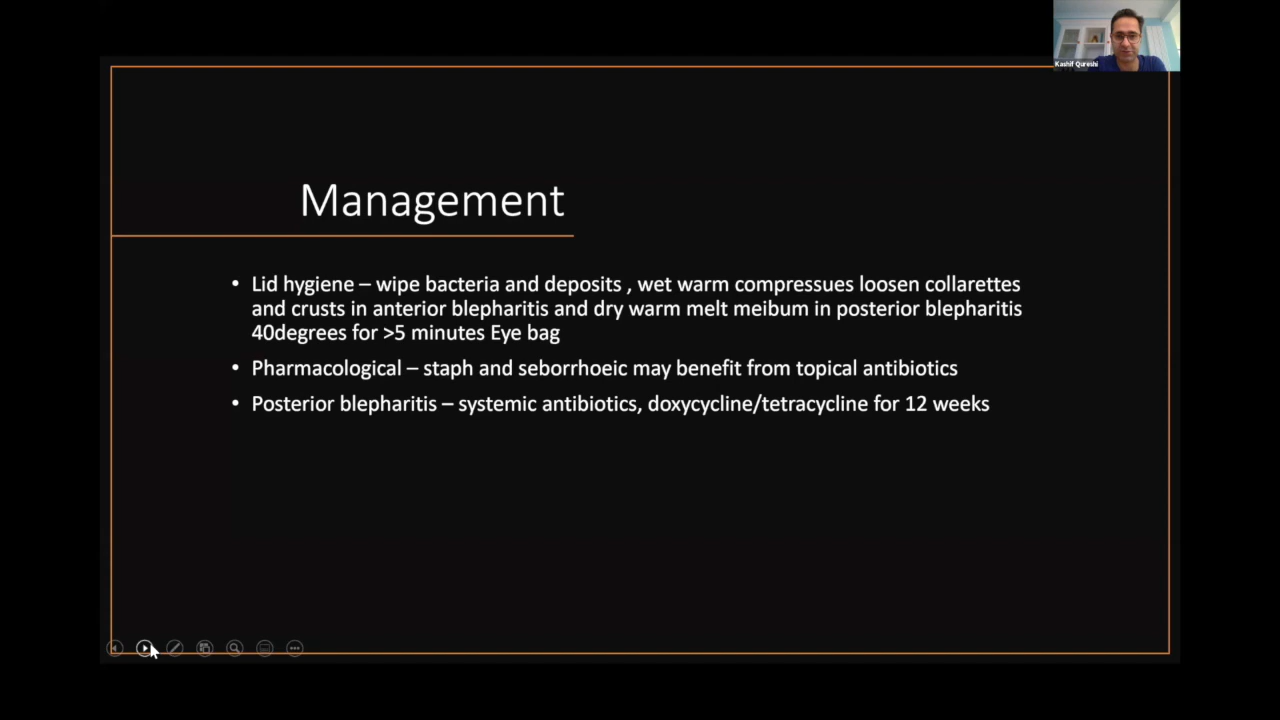 Kashif Qureshi
Management
• Lid hygiene – wipe bacteria and deposits , wet warm compressues loosen collarettes
and crusts in anterior blepharitis and dry warm melt meibum in posterior blepharitis
40degrees for >5 minutes Eye bag
• Pharmacological – staph and seborrhoeic may benefit from topical antibiotics
• Posterior blepharitis – systemic antibiotics, doxycycline/tetracycline for 12 weeks